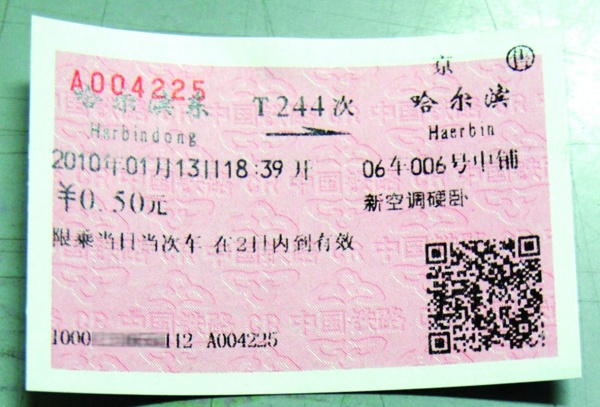 京 售
A004225
哈尔滨东 T244次 哈尔滨
Harbindong Haerbin
2010年01月13日18:39开 06车006号中铺
￥0.50元 新空调硬卧
限乘当日当次车 在2日内到有效
1000 112 A004225